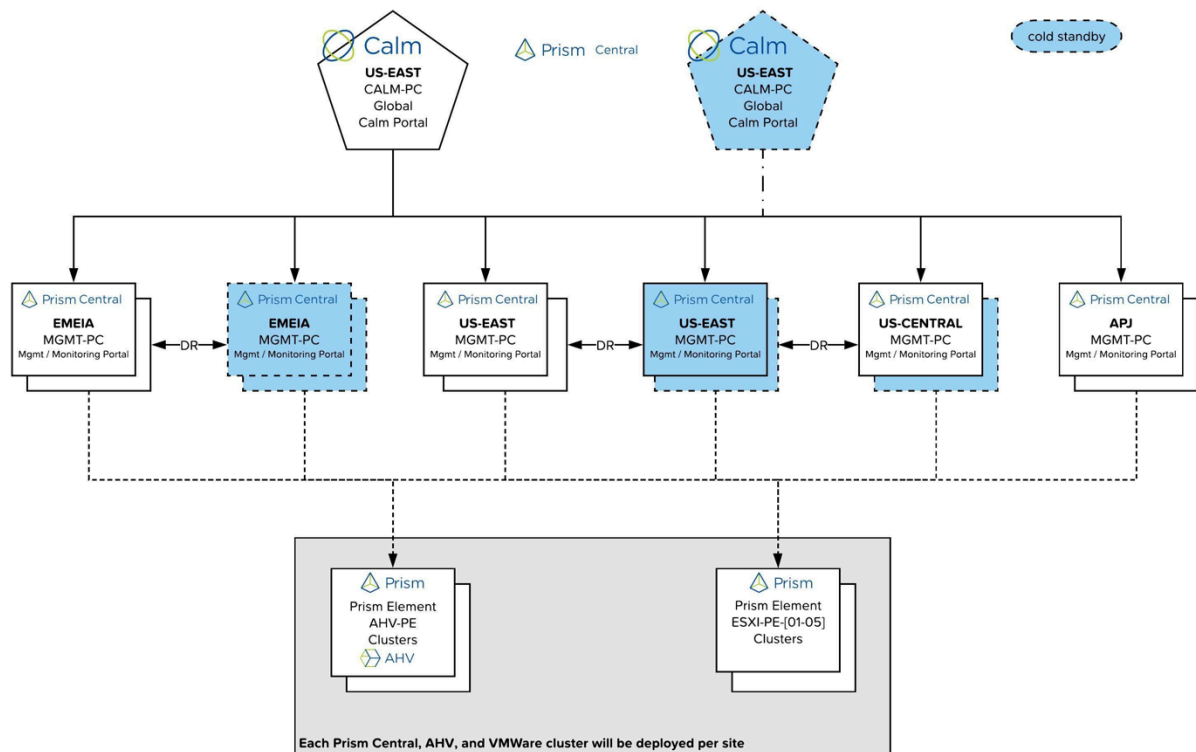 Calm
US-EAST
CALM-PC
Global
Calm Portal
Prism Central
Calm
US-EAST
CALM-PC
Global
Calm Portal
cold standby
Prism Central
EMEIA
MGMT-PC
Mgmt / Monitoring Portal
DR
Prism Central
EMEIA
MGMT-PC
Mgmt / Monitoring Portal
Prism Central
US-EAST
MGMT-PC
Mgmt / Monitoring Portal
DR
Prism Central
US-EAST
MGMT-PC
Mgmt / Monitoring Portal
DR
Prism Central
US-CENTRAL
MGMT-PC
Mgmt / Monitoring Portal
Prism Central
APJ
MGMT-PC
Mgmt / Monitoring Portal
Prism
Prism Element
AHV-PE
Clusters
AHV
Prism
Prism Element
ESXI-PE-[01-05]
Clusters
Each Prism Central, AHV, and VMWare cluster will be deployed per site